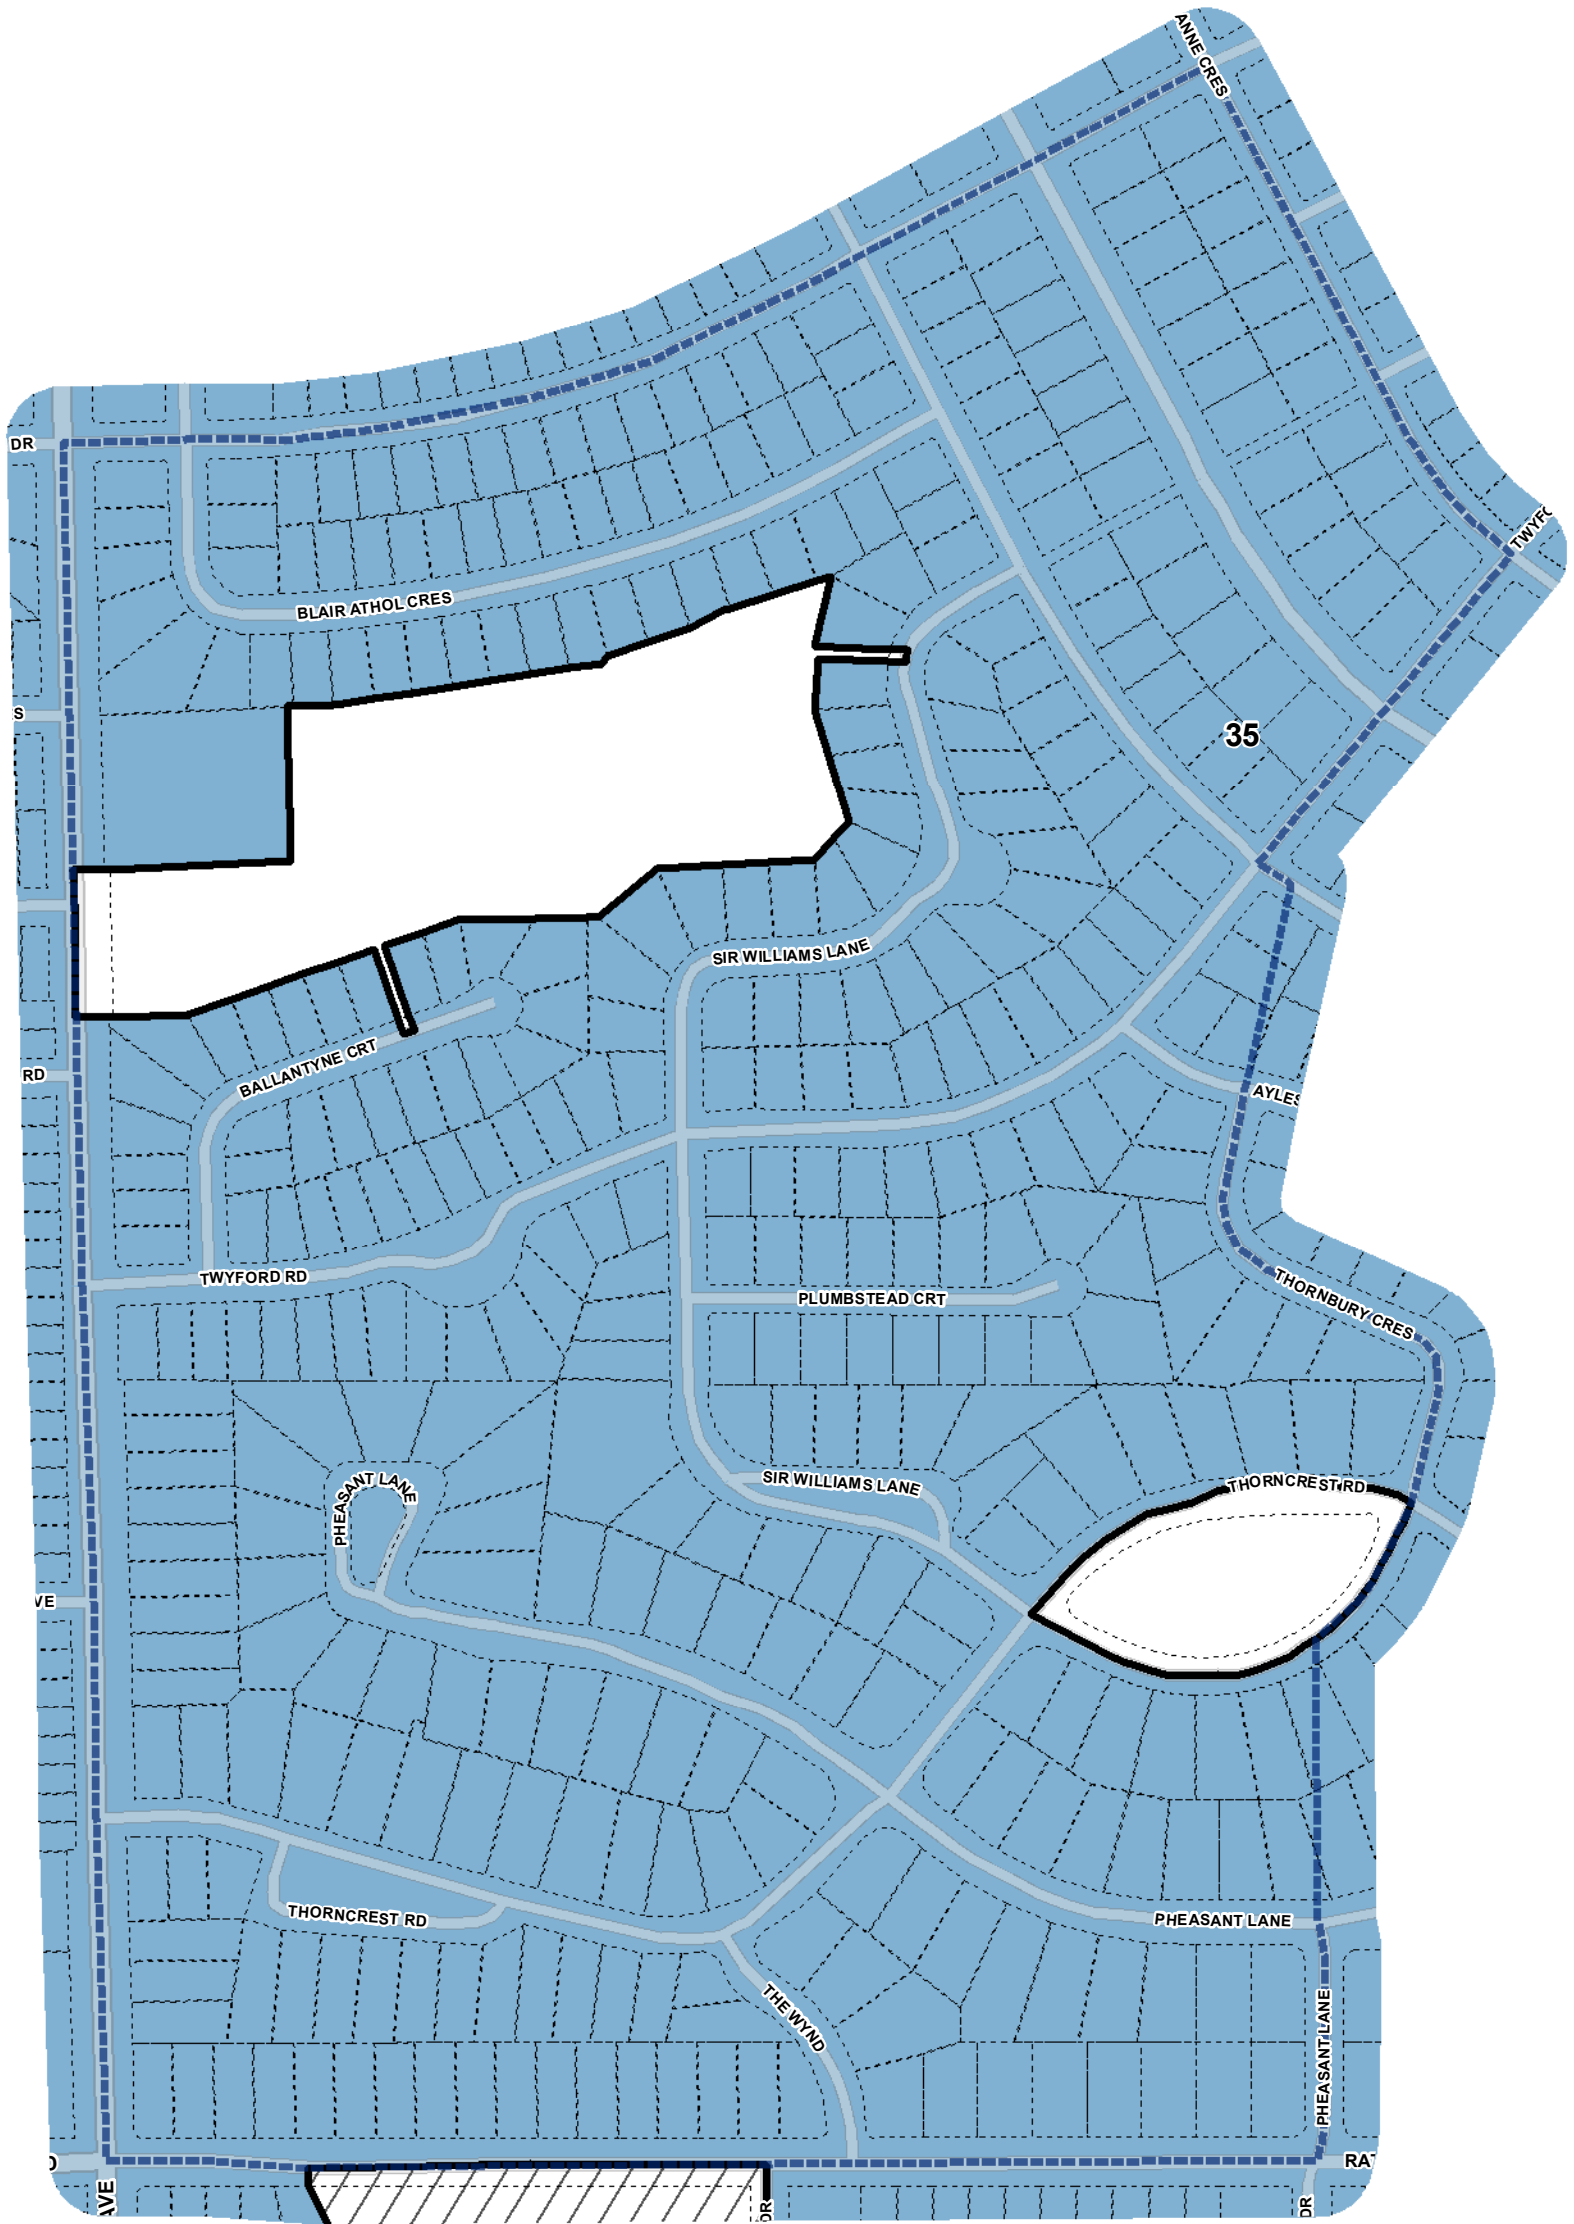 ANNE CRES
DR
TWYFO
BLAIR ATHOL CRES
S
35
SIR WILLIAMS LANE
BALLANTYNE CRT
RD
AYLES
TWYFORD RD
THORNBURY CRES
PLUMBSTEAD CRT
PHEASANT LANE
SIR WILLIAMS LANE
THORNCREST RD
VE
THORNCREST RD
PHEASANT LANE
THE WYND
PHEASANT LANE
D
RAT
AVE
DR
DR